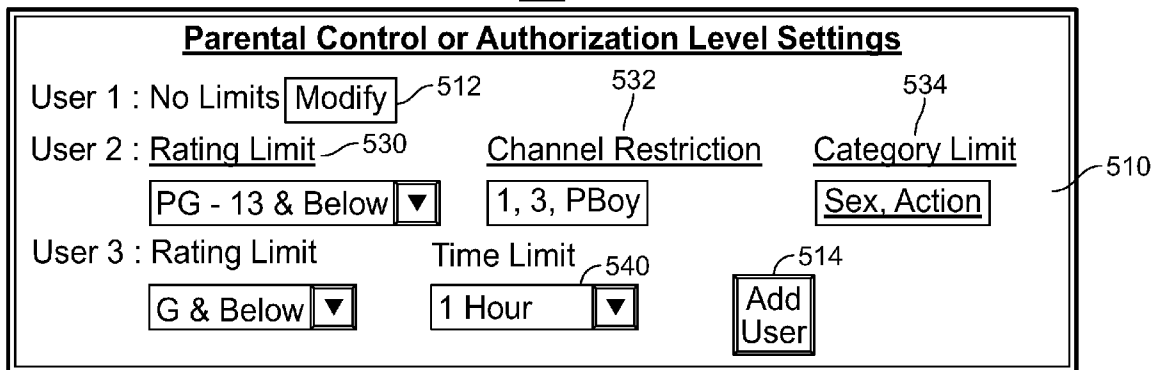 Parental Control or Authorization Level Settings
User 1 : No Limits Modify 512 532 534
User 2 : Rating Limit 530 Channel Restriction Category Limit
510
PG - 13 & Below ▼ 1, 3, PBoy Sex, Action
User 3 : Rating Limit Time Limit 540 514
G & Below ▼ 1 Hour ▼ Add
User